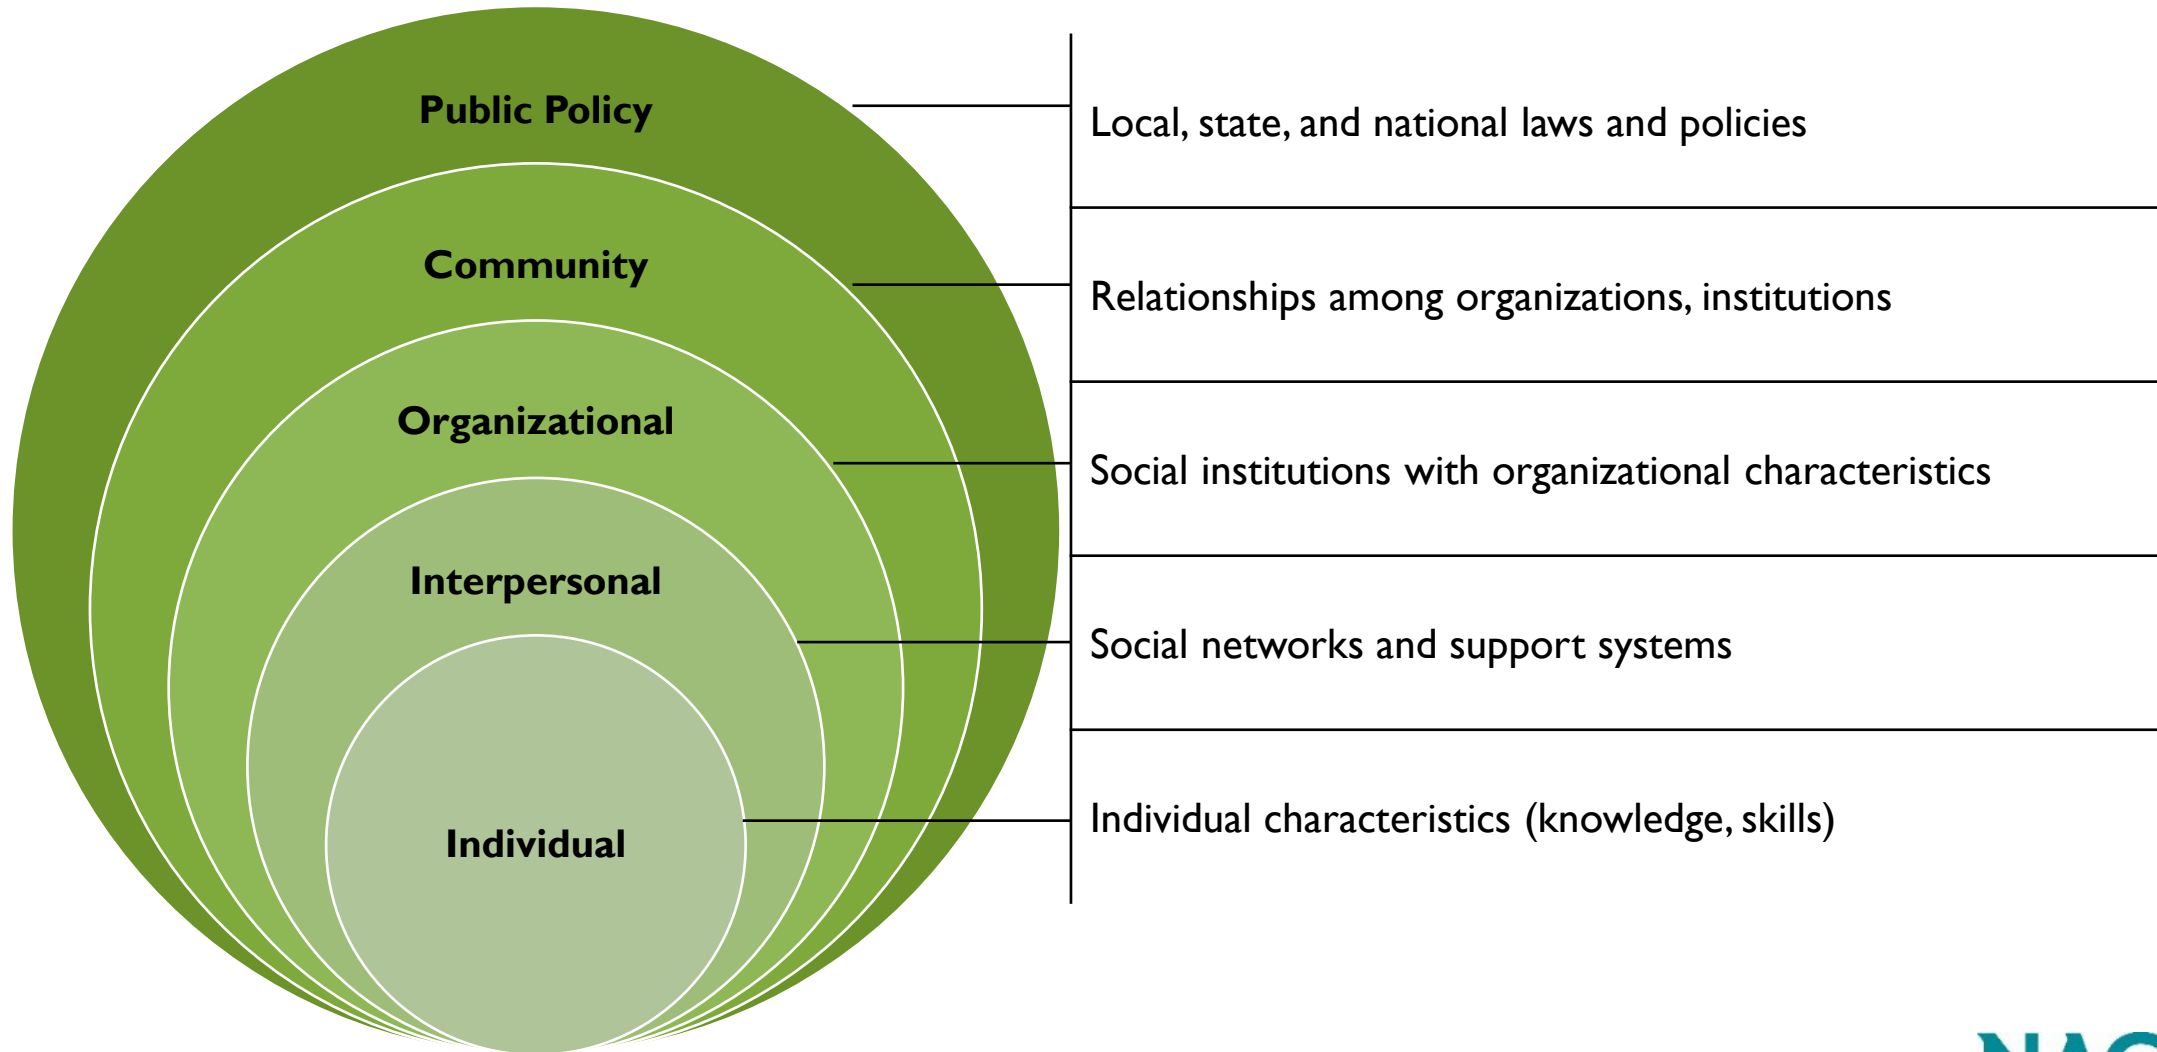 Public Policy
Local, state, and national laws and policies
Community
Relationships among organizations, institutions
Organizational
Social institutions with organizational characteristics
Interpersonal
Social networks and support systems
Individual
Individual characteristics (knowledge, skills)